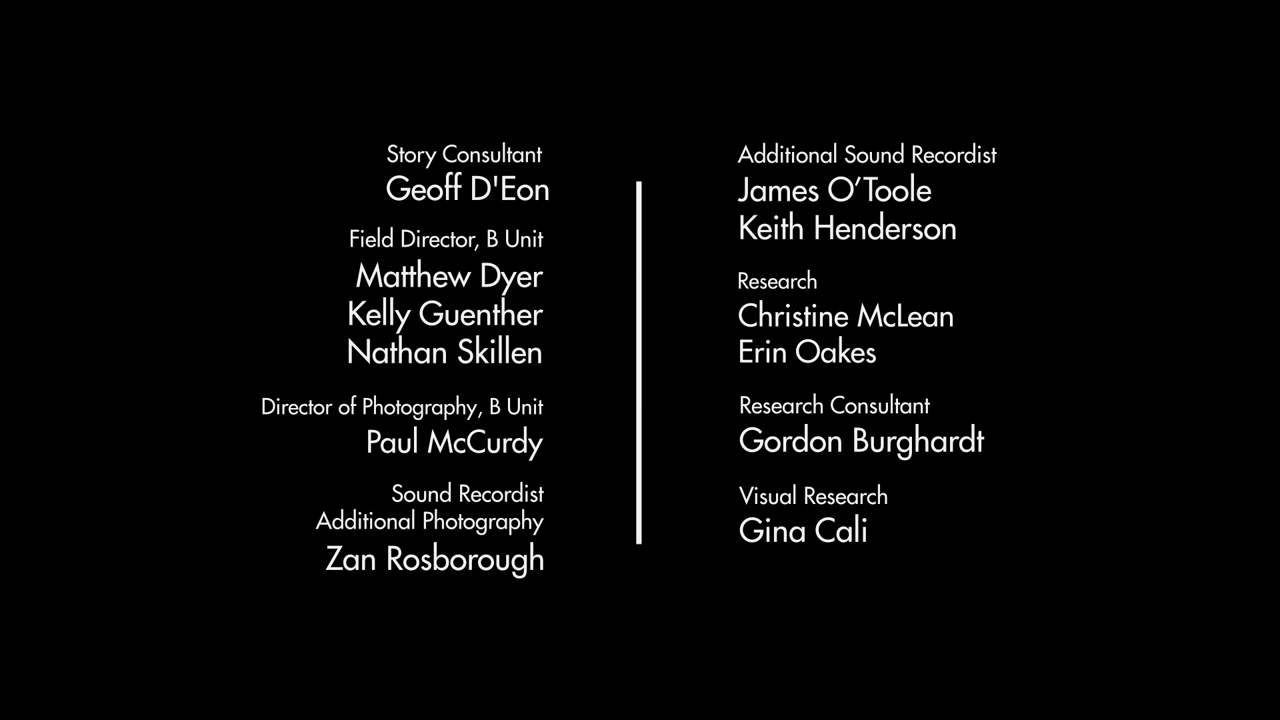 Story Consultant
Geoff D'Eon
Field Director, B Unit
Matthew Dyer
Kelly Guenther
Nathan Skillen
Director of Photography, B Unit
Paul McCurdy
Sound Recordist
Additional Photography
Zan Rosborough
Additional Sound Recordist
James O’Toole
Keith Henderson
Research
Christine McLean
Erin Oakes
Research Consultant
Gordon Burghardt
Visual Research
Gina Cali